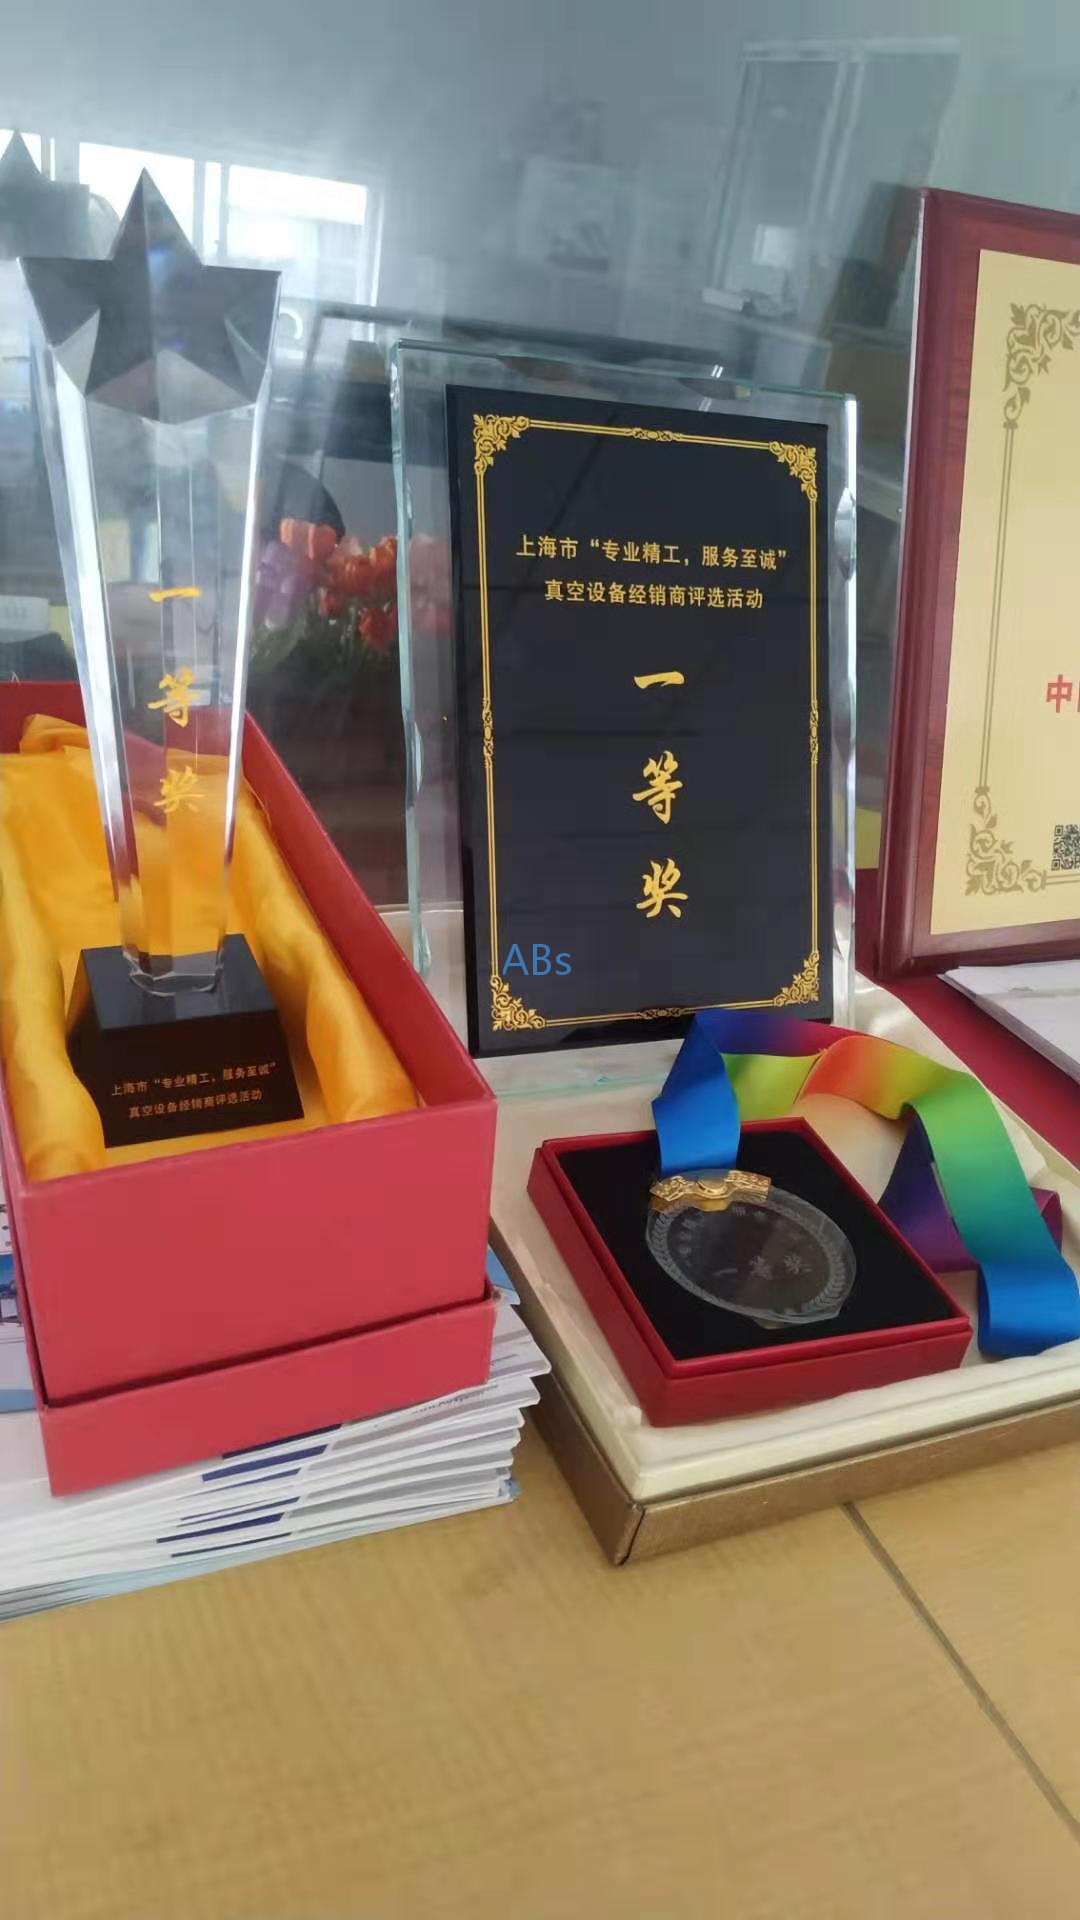 一
等
奖
上海市“专业精工，服务至诚”
真空设备经销商评选活动
上海市“专业精工，服务至诚”
真空设备经销商评选活动
一
等
奖
ABs
中
一等奖